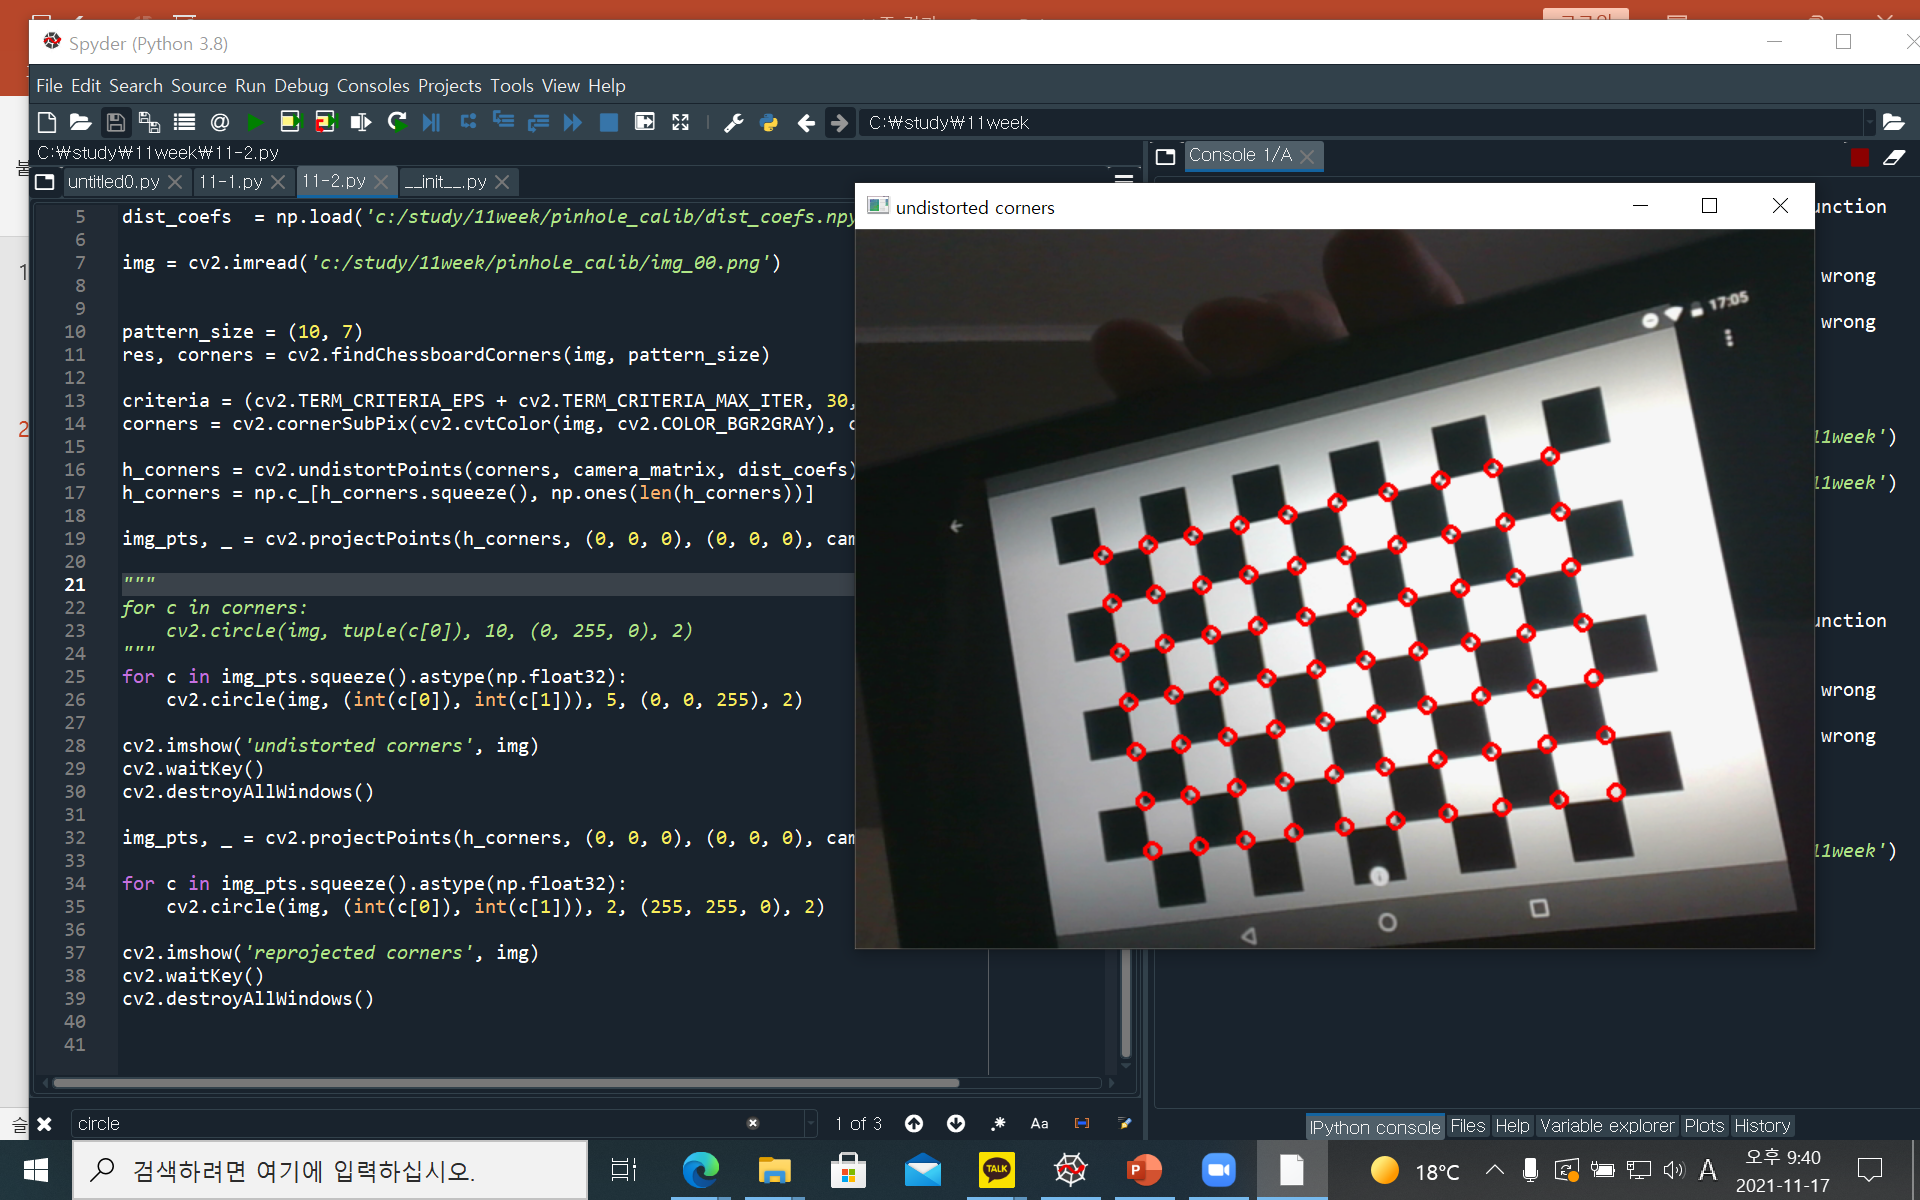 Spyder (Python 3.8)
File Edit Search Source Run Debug Consoles Projects Tools View Help
C:₩study₩11week
C:₩study₩11week₩11-2.py
untitled0.py 11-1.py 11-2.py __init__.py
Console 1/A
5 dist_coefs  = np.load('c:/study/11week/pinhole_calib/dist_coefs.npy
6
7 img = cv2.imread('c:/study/11week/pinhole_calib/img_00.png')
8
9
10 pattern_size = (10, 7)
11 res, corners = cv2.findChessboardCorners(img, pattern_size)
12
13 criteria = (cv2.TERM_CRITERIA_EPS + cv2.TERM_CRITERIA_MAX_ITER, 30,
14 corners = cv2.cornerSubPix(cv2.cvtColor(img, cv2.COLOR_BGR2GRAY), c
15
16 h_corners = cv2.undistortPoints(corners, camera_matrix, dist_coefs)
17 h_corners = np.c_[h_corners.squeeze(), np.ones(len(h_corners))]
18
19 img_pts, _ = cv2.projectPoints(h_corners, (0, 0, 0), (0, 0, 0), cam
20
21 """
22 for c in corners:
23     cv2.circle(img, tuple(c[0]), 10, (0, 255, 0), 2)
24 """
25 for c in img_pts.squeeze().astype(np.float32):
26     cv2.circle(img, (int(c[0]), int(c[1])), 5, (0, 0, 255), 2)
27
28 cv2.imshow('undistorted corners', img)
29 cv2.waitKey()
30 cv2.destroyAllWindows()
31
32 img_pts, _ = cv2.projectPoints(h_corners, (0, 0, 0), (0, 0, 0), cam
33
34 for c in img_pts.squeeze().astype(np.float32):
35     cv2.circle(img, (int(c[0]), int(c[1])), 2, (255, 255, 0), 2)
36
37 cv2.imshow('reprojected corners', img)
38 cv2.waitKey()
39 cv2.destroyAllWindows()
40
41
undistorted corners
17:05
wrong
wrong
11week')
11week')
wrong
wrong
11week')
1
2
circle
1 of 3
Aa
IPython console Files Help Variable explorer Plots History
슬
검색하려면 여기에 입력하십시오.
TALK
P
18℃
A
오후 9:40
2021-11-17